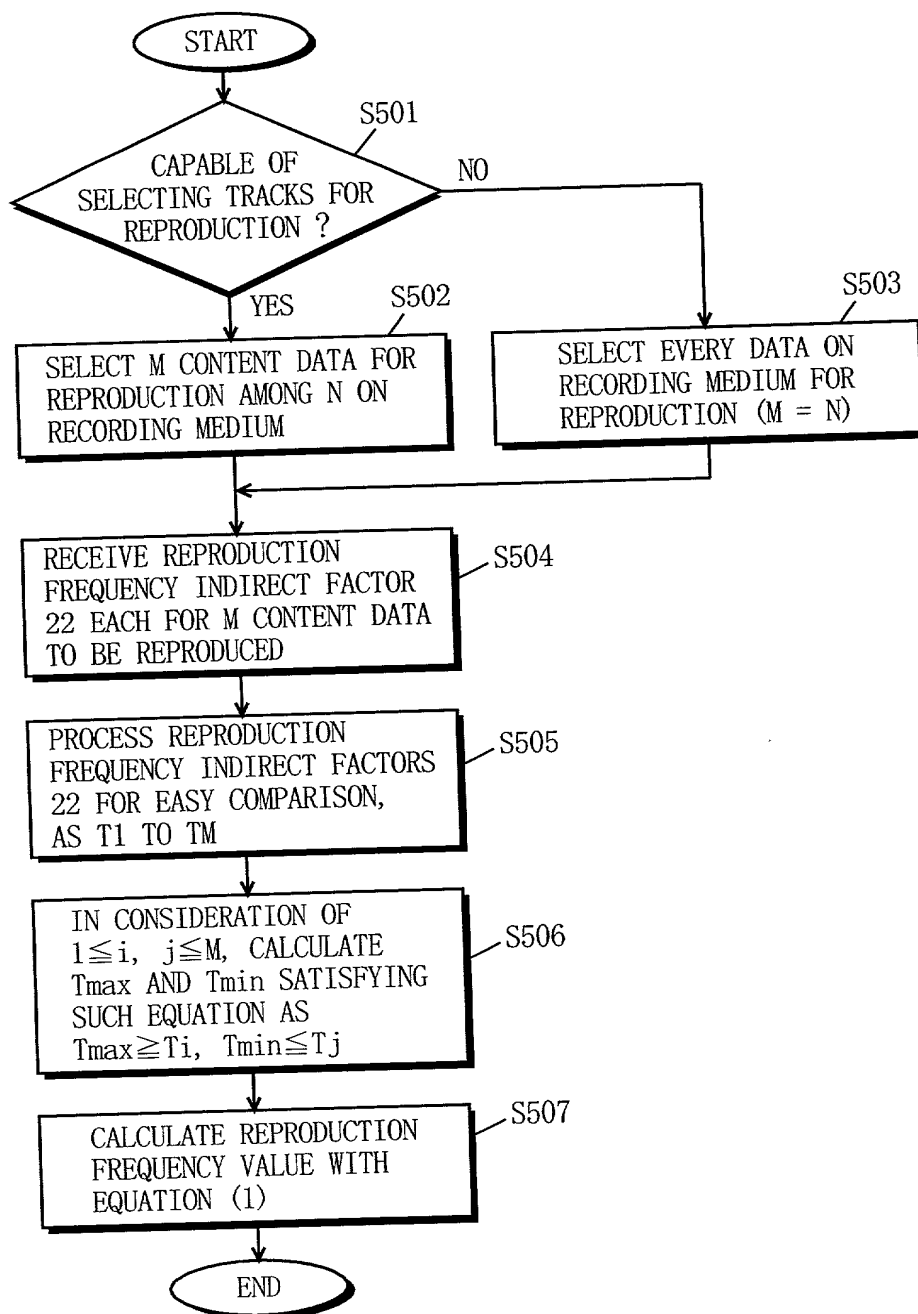 START
S501
CAPABLE OF
SELECTING TRACKS FOR
REPRODUCTION ?
NO
YES
S502
SELECT M CONTENT DATA FOR
REPRODUCTION AMONG N ON
RECORDING MEDIUM
S503
SELECT EVERY DATA ON
RECORDING MEDIUM FOR
REPRODUCTION (M = N)
S504
RECEIVE REPRODUCTION
FREQUENCY INDIRECT FACTOR
22 EACH FOR M CONTENT DATA
TO BE REPRODUCED
S505
PROCESS REPRODUCTION
FREQUENCY INDIRECT FACTORS
22 FOR EASY COMPARISON,
AS T1 TO TM
S506
IN CONSIDERATION OF
1≦i, j≦M, CALCULATE
Tmax AND Tmin SATISFYING
SUCH EQUATION AS
Tmax≧Ti, Tmin≦Tj
S507
CALCULATE REPRODUCTION
FREQUENCY VALUE WITH
EQUATION (1)
END